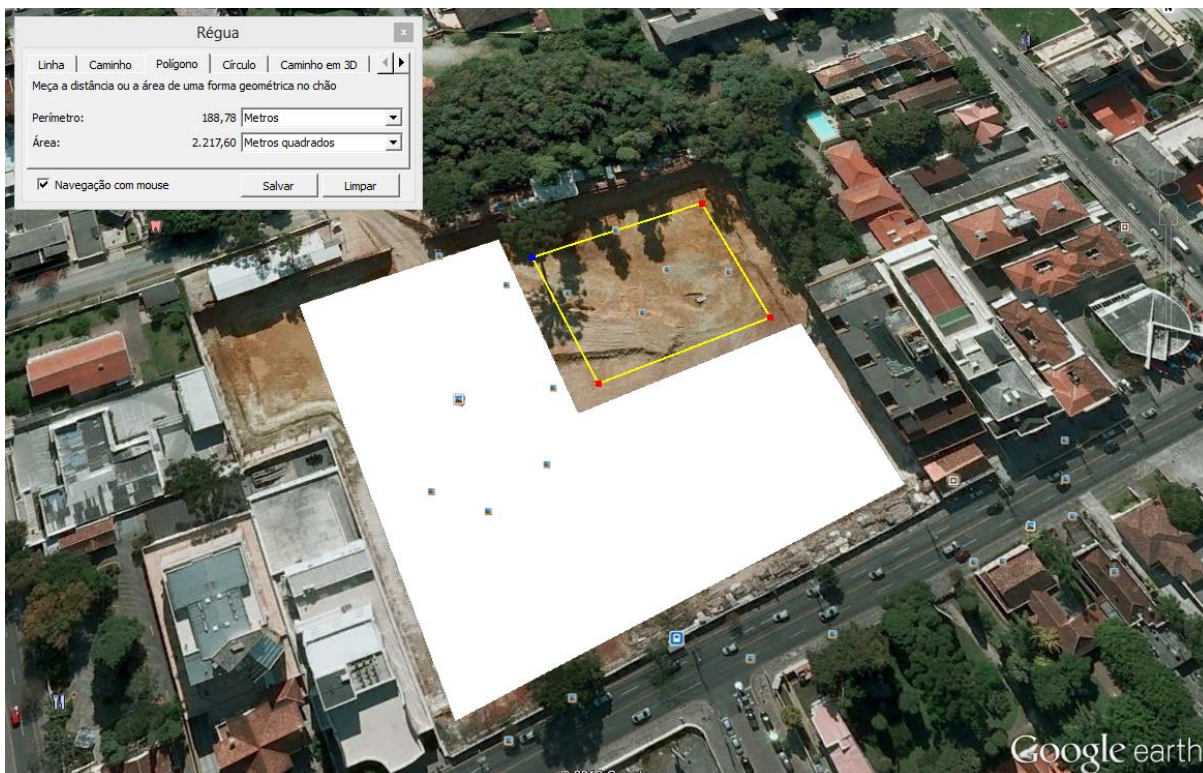 Régua
x
Linha Caminho Polígono Círculo Caminho em 3D
Meça a distância ou a área de uma forma geométrica no chão
Perímetro: 188,78 Metros
Área: 2.217,60 Metros quadrados
Navegação com mouse Salvar Limpar
N
Google earth